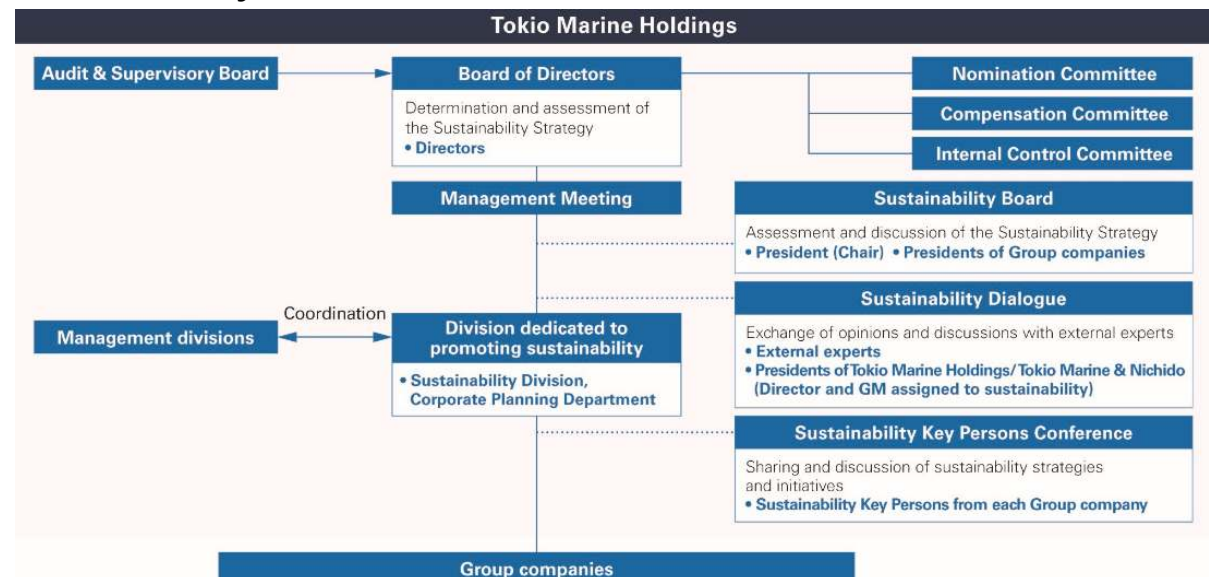 Tokio Marine Holdings
Audit & Supervisory Board
Board of Directors
Determination and assessment of
the Sustainability Strategy
• Directors
Nomination Committee
Compensation Committee
Internal Control Committee
Management Meeting
Sustainability Board
Assessment and discussion of the Sustainability Strategy
• President (Chair) • Presidents of Group companies
Management divisions
Coordination
Division dedicated to
promoting sustainability
• Sustainability Division,
Corporate Planning Department
Sustainability Dialogue
Exchange of opinions and discussions with external experts
• External experts
• Presidents of Tokio Marine Holdings/Tokio Marine & Nichido
(Director and GM assigned to sustainability)
Sustainability Key Persons Conference
Sharing and discussion of sustainability strategies
and initiatives
• Sustainability Key Persons from each Group company
Group companies